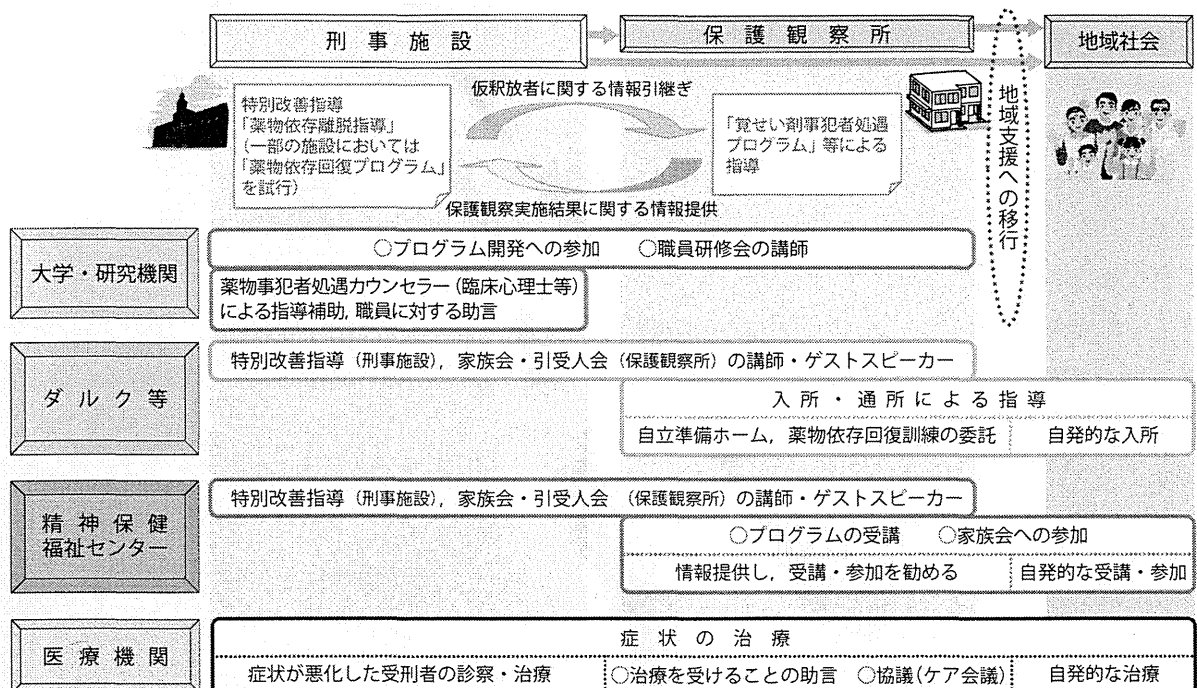 刑事施設
保護観察所
地域社会
仮釈放者に関する情報引継ぎ
特別改善指導
「薬物依存離脱指導」
(一部の施設においては
「薬物依存回復プログラム」
を試行)
「覚せい剤事犯者処遇
プログラム」等による
指導
保護観察実施結果に関する情報提供
地域支援への移行
大学・研究機関
○プログラム開発への参加 ○職員研修会の講師
薬物事犯者処遇カウンセラー(臨床心理士等)
による指導補助,職員に対する助言
ダルク等
特別改善指導(刑事施設),家族会・引受人会(保護観察所)の講師・ゲストスピーカー
入所・通所による指導
自立準備ホーム,薬物依存回復訓練の委託 自発的な入所
精神保健
福祉センター
特別改善指導(刑事施設),家族会・引受人会(保護観察所)の講師・ゲストスピーカー
○プログラムの受講 ○家族会への参加
情報提供し,受講・参加を勧める 自発的な受講・参加
医療機関
症状の治療
症状が悪化した受刑者の診察・治療 ○治療を受けることの助言 ○協議(ケア会議) 自発的な治療